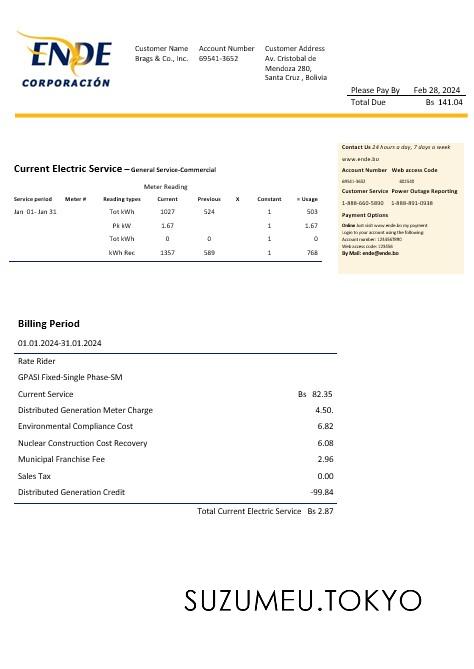 ENDE
CORPORACIÓN
Customer Name Account Number Customer Address
Brags & Co., Inc. 69541-3652 Av. Cristobal de
Mendoza 280,
Santa Cruz , Bolivia
Please Pay By Feb 28, 2024
Total Due Bs 141.04
Contact Us 24 hours a day, 7 days a week
www.ende.bo
Account Number Web access Code
69541-3652 602540
Customer Service Power Outage Reporting
1-888-660-5890 1-888-891-0938
Payment Options
Online Just visit www.ende.bo my payment
Login to your account using the following:
Account number: 1234567890
Web access code: 123456
By Mail: ende@ende.bo
Current Electric Service – General Service-Commercial
Meter Reading
Service period Meter # Reading types Current Previous X Constant = Usage
Jan 01- Jan 31 Tot kWh 1027 524 1 503
Pk kW 1.67 1 1.67
Tot kWh 0 0 1 0
kWh Rec 1357 589 1 768
Billing Period
01.01.2024-31.01.2024
Rate Rider
GPASI Fixed-Single Phase-SM
Current Service Bs 82.35
Distributed Generation Meter Charge 4.50.
Environmental Compliance Cost 6.82
Nuclear Construction Cost Recovery 6.08
Municipal Franchise Fee 2.96
Sales Tax 0.00
Distributed Generation Credit -99.84
Total Current Electric Service Bs 2.87
SUZUMEU.TOKYO